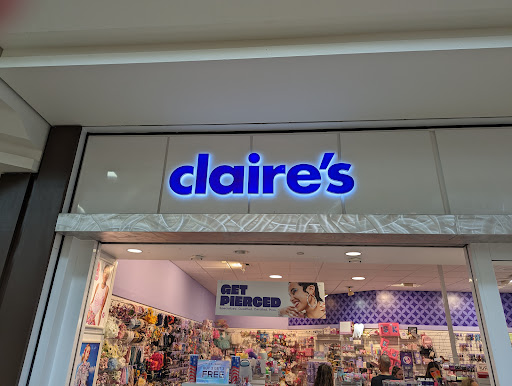 claire's
GET
PIERCED
FREE